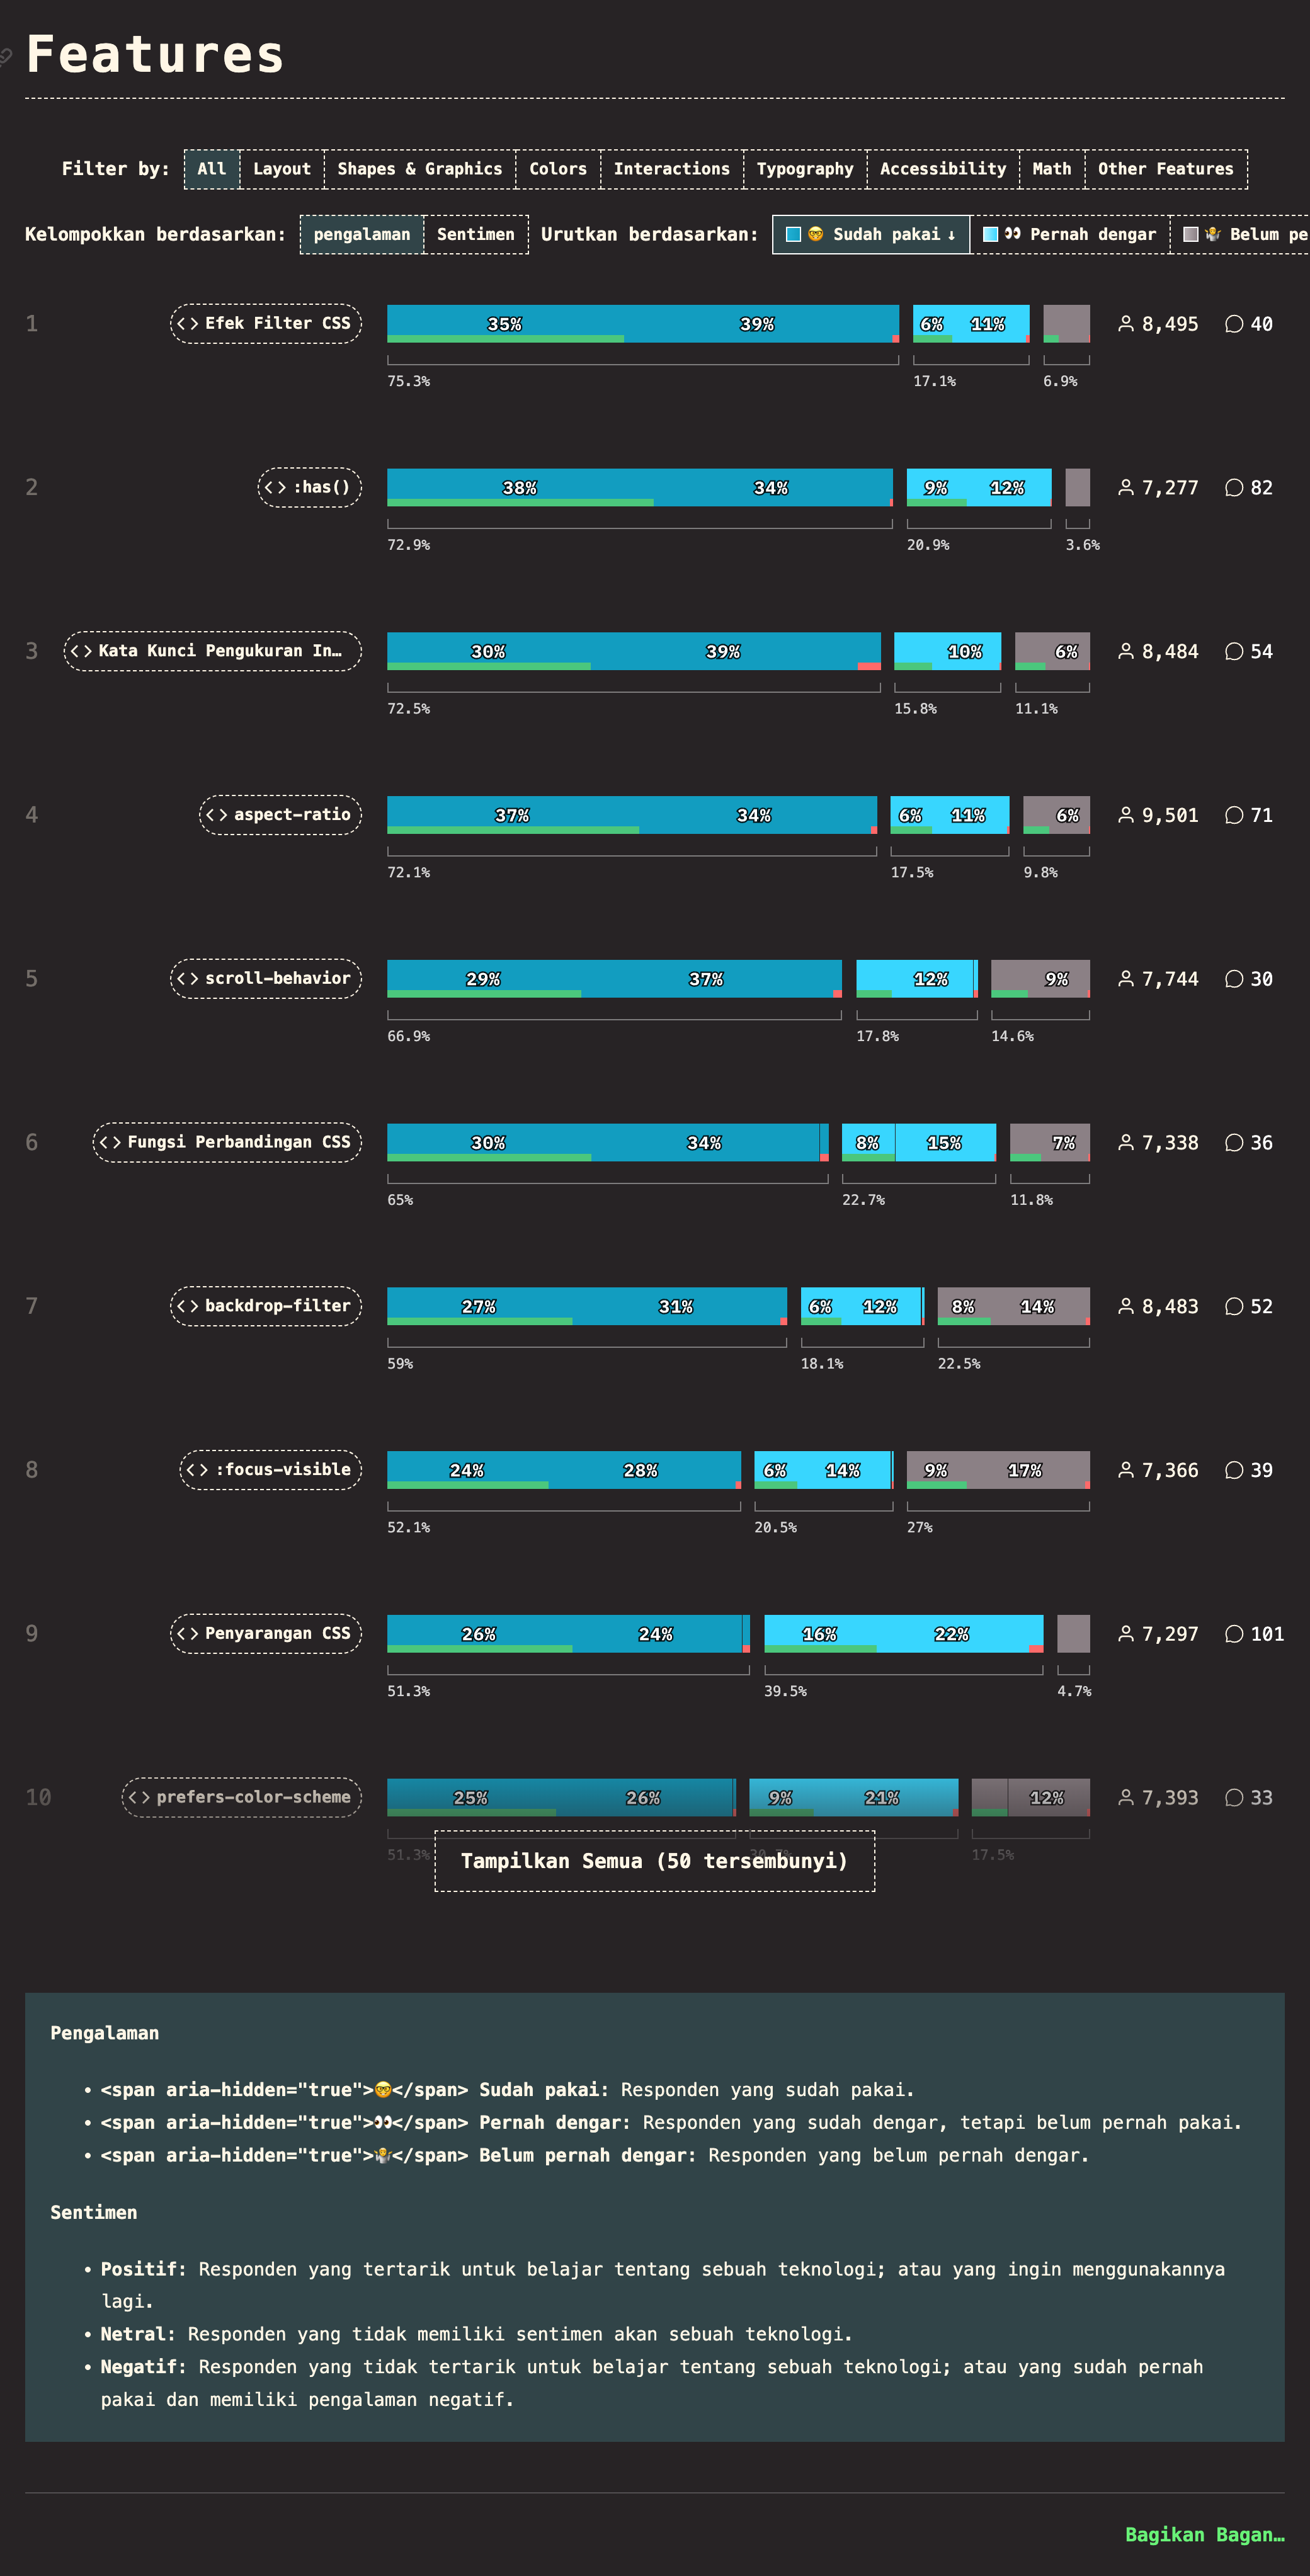 Features
Filter by: All Layout Shapes & Graphics Colors Interactions Typography Accessibility Math Other Features
Kelompokkan berdasarkan: pengalaman Sentimen Urutkan berdasarkan: 🤓 Sudah pakai ↓ 👀 Pernah dengar 🤷 Belum pe
1 <> Efek Filter CSS 35% 39% 6% 11% 8,495 40
75.3% 17.1% 6.9%
2 <> :has() 38% 34% 9% 12% 7,277 82
72.9% 20.9% 3.6%
3 <> Kata Kunci Pengukuran In… 30% 39% 10% 6% 8,484 54
72.5% 15.8% 11.1%
4 <> aspect-ratio 37% 34% 6% 11% 6% 9,501 71
72.1% 17.5% 9.8%
5 <> scroll-behavior 29% 37% 12% 9% 7,744 30
66.9% 17.8% 14.6%
6 <> Fungsi Perbandingan CSS 30% 34% 8% 15% 7% 7,338 36
65% 22.7% 11.8%
7 <> backdrop-filter 27% 31% 6% 12% 8% 14% 8,483 52
59% 18.1% 22.5%
8 <> :focus-visible 24% 28% 6% 14% 9% 17% 7,366 39
52.1% 20.5% 27%
9 <> Penyarangan CSS 26% 24% 16% 22% 7,297 101
51.3% 39.5% 4.7%
10 <> prefers-color-scheme 25% 26% 9% 21% 12% 7,393 33
51.3% 17.5%
Tampilkan Semua (50 tersembunyi)
Pengalaman
• <span aria-hidden="true">🤓</span> Sudah pakai: Responden yang sudah pakai.
• <span aria-hidden="true">👀</span> Pernah dengar: Responden yang sudah dengar, tetapi belum pernah pakai.
• <span aria-hidden="true">🤷</span> Belum pernah dengar: Responden yang belum pernah dengar.
Sentimen
• Positif: Responden yang tertarik untuk belajar tentang sebuah teknologi; atau yang ingin menggunakannya
lagi.
• Netral: Responden yang tidak memiliki sentimen akan sebuah teknologi.
• Negatif: Responden yang tidak tertarik untuk belajar tentang sebuah teknologi; atau yang sudah pernah
pakai dan memiliki pengalaman negatif.
Bagikan Bagan…